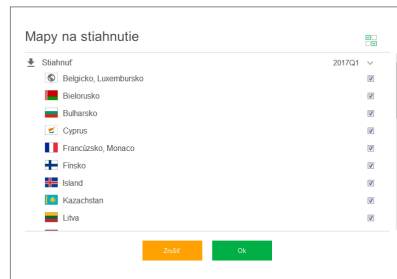 Mapy na stiahnutie
Stiahnuť 2017Q1
Belgicko, Luxembursko
Bielorusko
Bulharsko
Cyprus
Francúzsko, Monaco
Fínsko
Island
Kazachstan
Litva
Zrušiť Ok